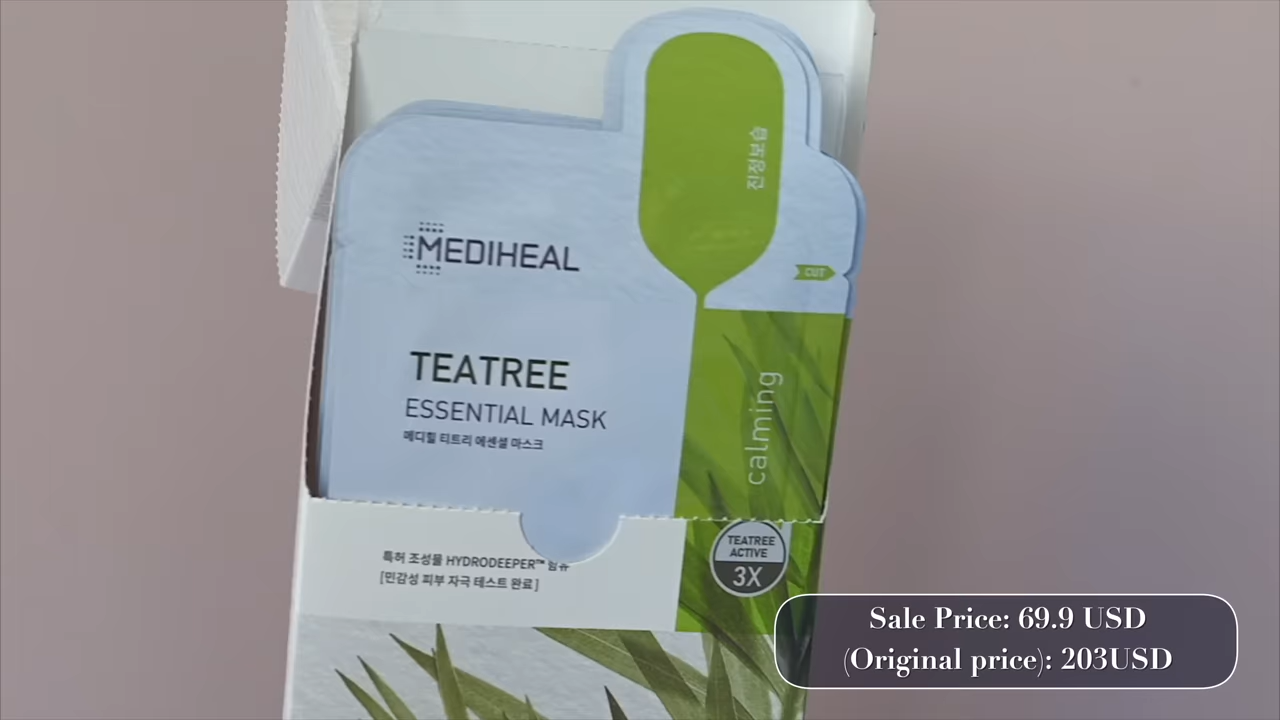 진정보습
MEDIHEAL
CUT
TEATREE
ESSENTIAL MASK
메디힐 티트리 에센셜 마스크
calming
특허 조성물 HYDRODEEPER™ 함유
[민감성 피부 자극 테스트 완료]
TEATREE
ACTIVE
3X
Sale Price: 69.9 USD
(Original price): 203USD